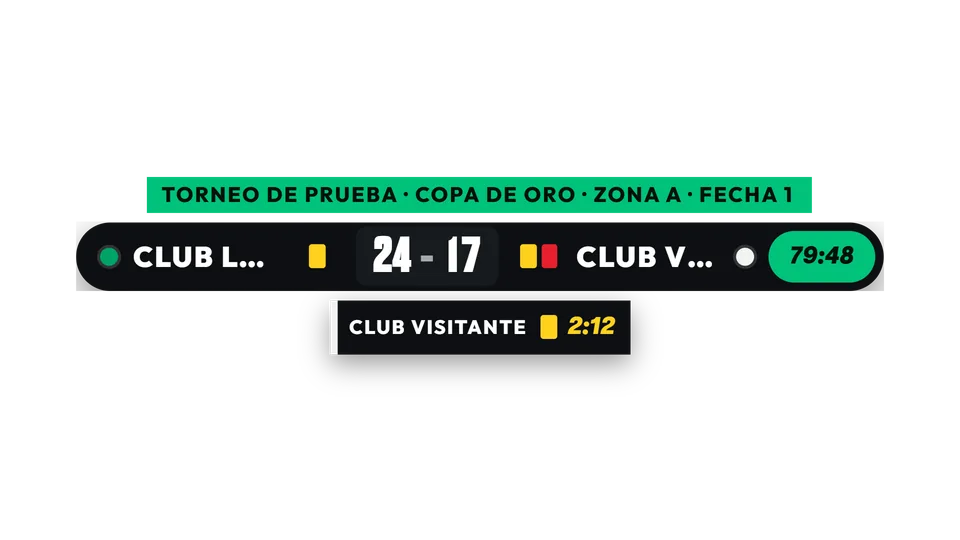 TORNEO DE PRUEBA · COPA DE ORO · ZONA A · FECHA 1
CLUB L... 24 - 17 CLUB V... 79:48
CLUB VISITANTE 2:12